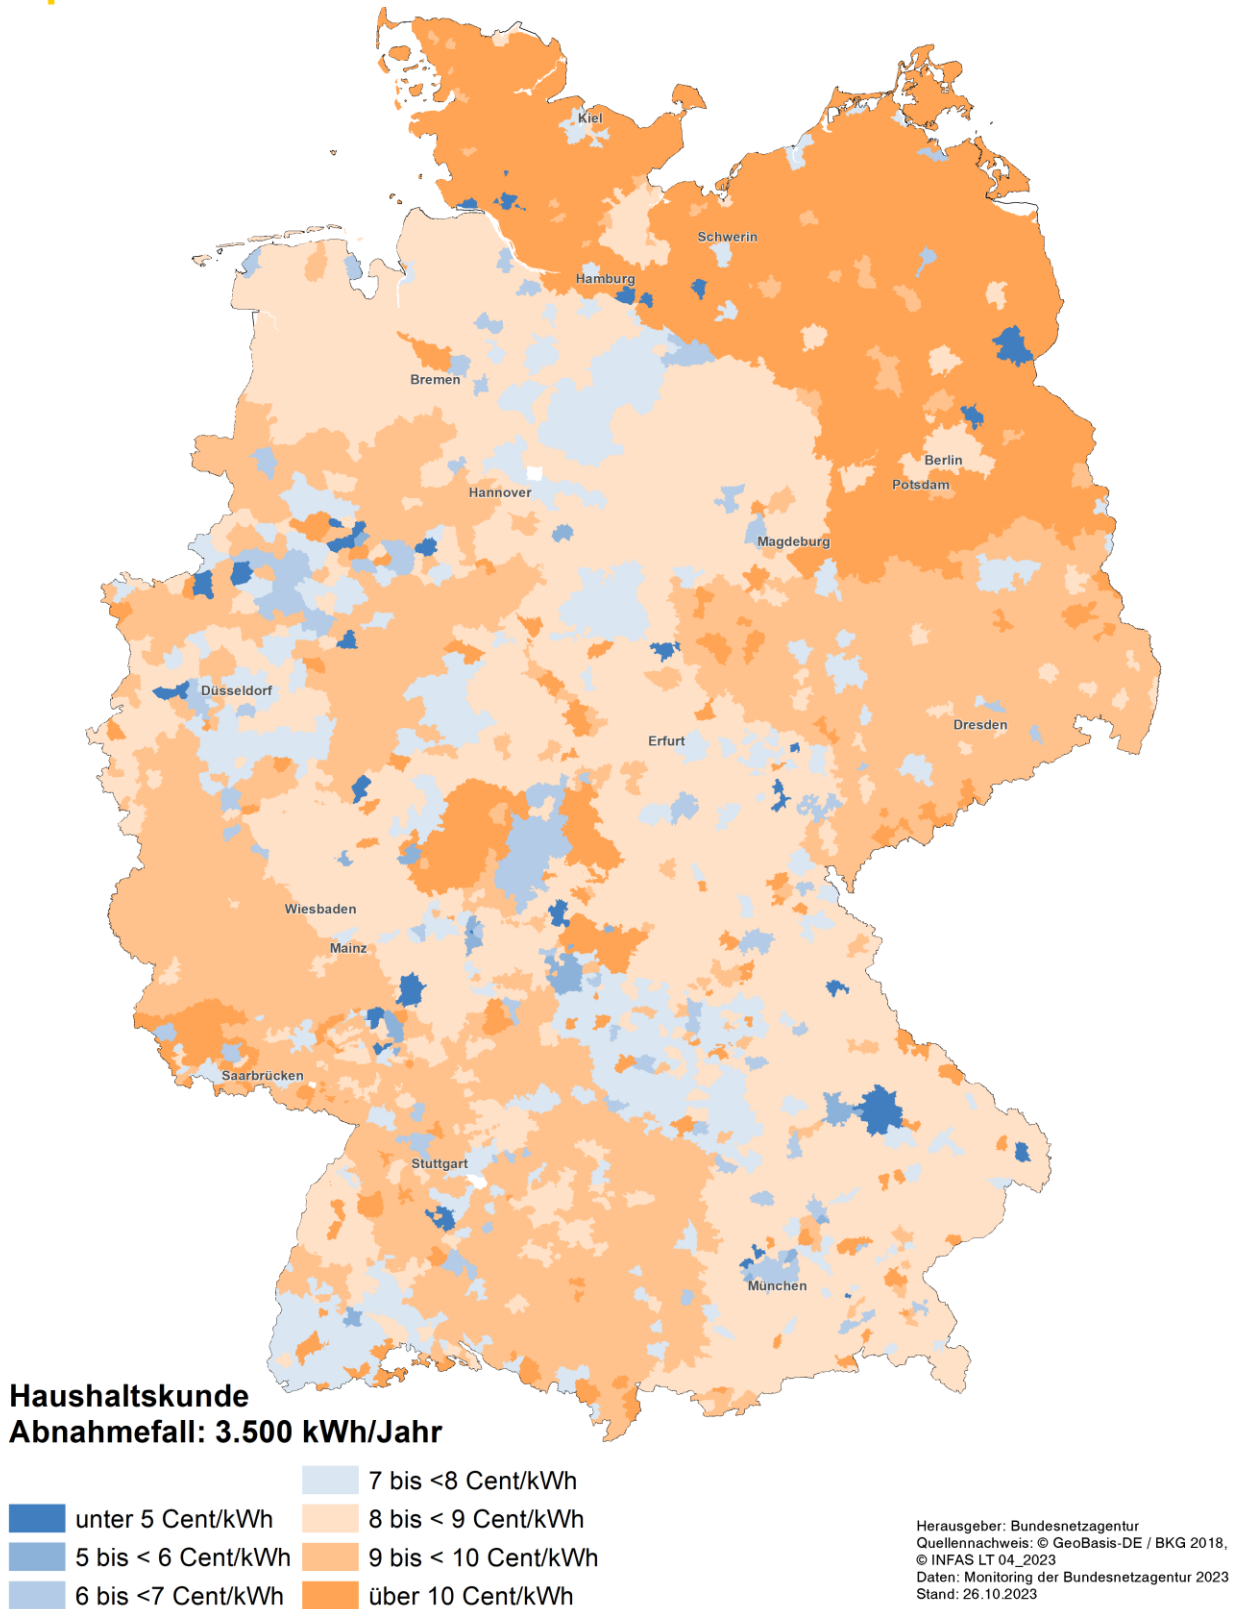 Kiel
Schwerin
Hamburg
Bremen
Berlin
Potsdam
Hannover
Magdeburg
Düsseldorf
Dresden
Erfurt
Wiesbaden
Mainz
Saarbrücken
Stuttgart
München
Haushaltskunde
Abnahmefall: 3.500 kWh/Jahr
unter 5 Cent/kWh
5 bis < 6 Cent/kWh
6 bis <7 Cent/kWh
7 bis <8 Cent/kWh
8 bis < 9 Cent/kWh
9 bis < 10 Cent/kWh
über 10 Cent/kWh
Herausgeber: Bundesnetzagentur
Quellennachweis: © GeoBasis-DE / BKG 2018,
© INFAS LT 04_2023
Daten: Monitoring der Bundesnetzagentur 2023
Stand: 26.10.2023